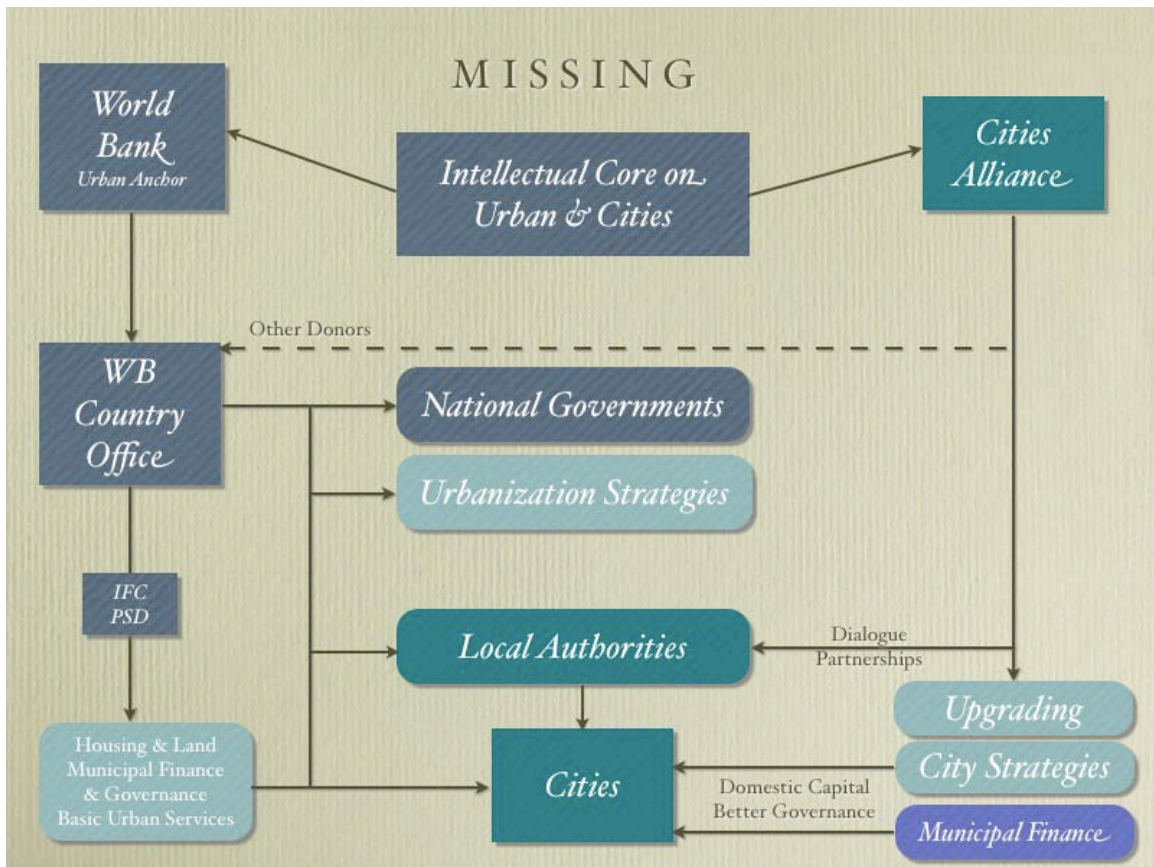 MISSING
World
Bank
Urban Anchor
Intellectual Core on
Urban & Cities
Cities
Alliance
Other Donors
WB
Country
Office
National Governments
Urbanization Strategies
IFC
PSD
Local Authorities
Dialogue
Partnerships
Upgrading
Housing & Land
Municipal Finance
& Governance
Basic Urban Services
Cities
City Strategies
Domestic Capital
Better Governance
Municipal Finance